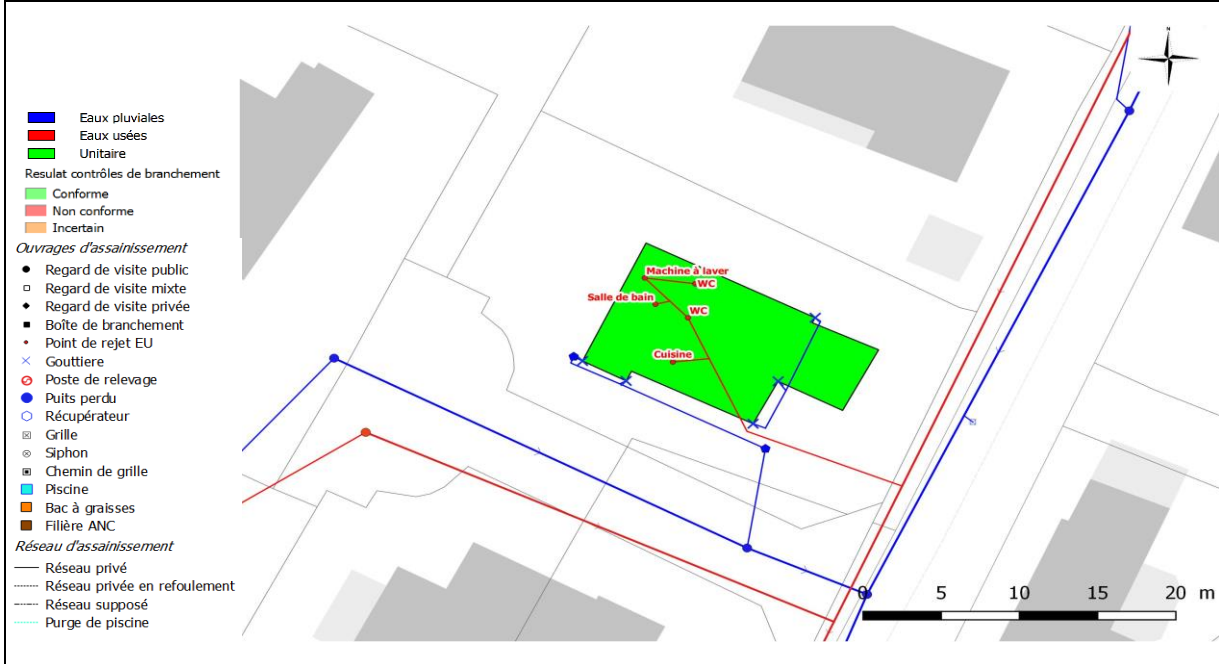 N
Eaux pluviales
Eaux usées
Unitaire
Resulat contrôles de branchement
Conforme
Non conforme
Incertain
Ouvrages d'assainissement
Regard de visite public
Regard de visite mixte
Regard de visite privée
Boîte de branchement
Point de rejet EU
Gouttiere
Poste de relevage
Puits perdu
Récupérateur
Grille
Siphon
Chemin de grille
Piscine
Bac à graisses
Filière ANC
Réseau d'assainissement
Réseau privé
Réseau privée en refoulement
Réseau supposé
Purge de piscine
Machine à laver
WC
Salle de bain
WC
Cuisine
0 5 10 15 20 m